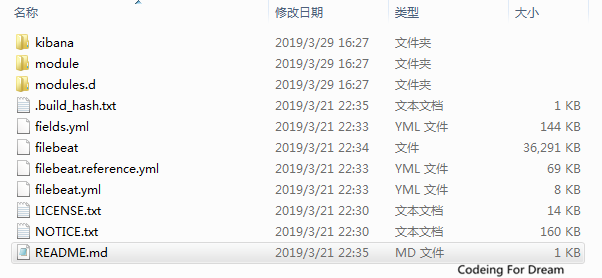 名称 修改日期 类型 大小
kibana 2019/3/29 16:27 文件夹
module 2019/3/29 16:27 文件夹
modules.d 2019/3/29 16:27 文件夹
.build_hash.txt 2019/3/21 22:35 文本文档 1 KB
fields.yml 2019/3/21 22:33 YML 文件 144 KB
filebeat 2019/3/21 22:34 文件 36,291 KB
filebeat.reference.yml 2019/3/21 22:33 YML 文件 69 KB
filebeat.yml 2019/3/21 22:33 YML 文件 8 KB
LICENSE.txt 2019/3/21 22:30 文本文档 14 KB
NOTICE.txt 2019/3/21 22:30 文本文档 160 KB
README.md 2019/3/21 22:35 MD 文件 1 KB
Codeing For Dream